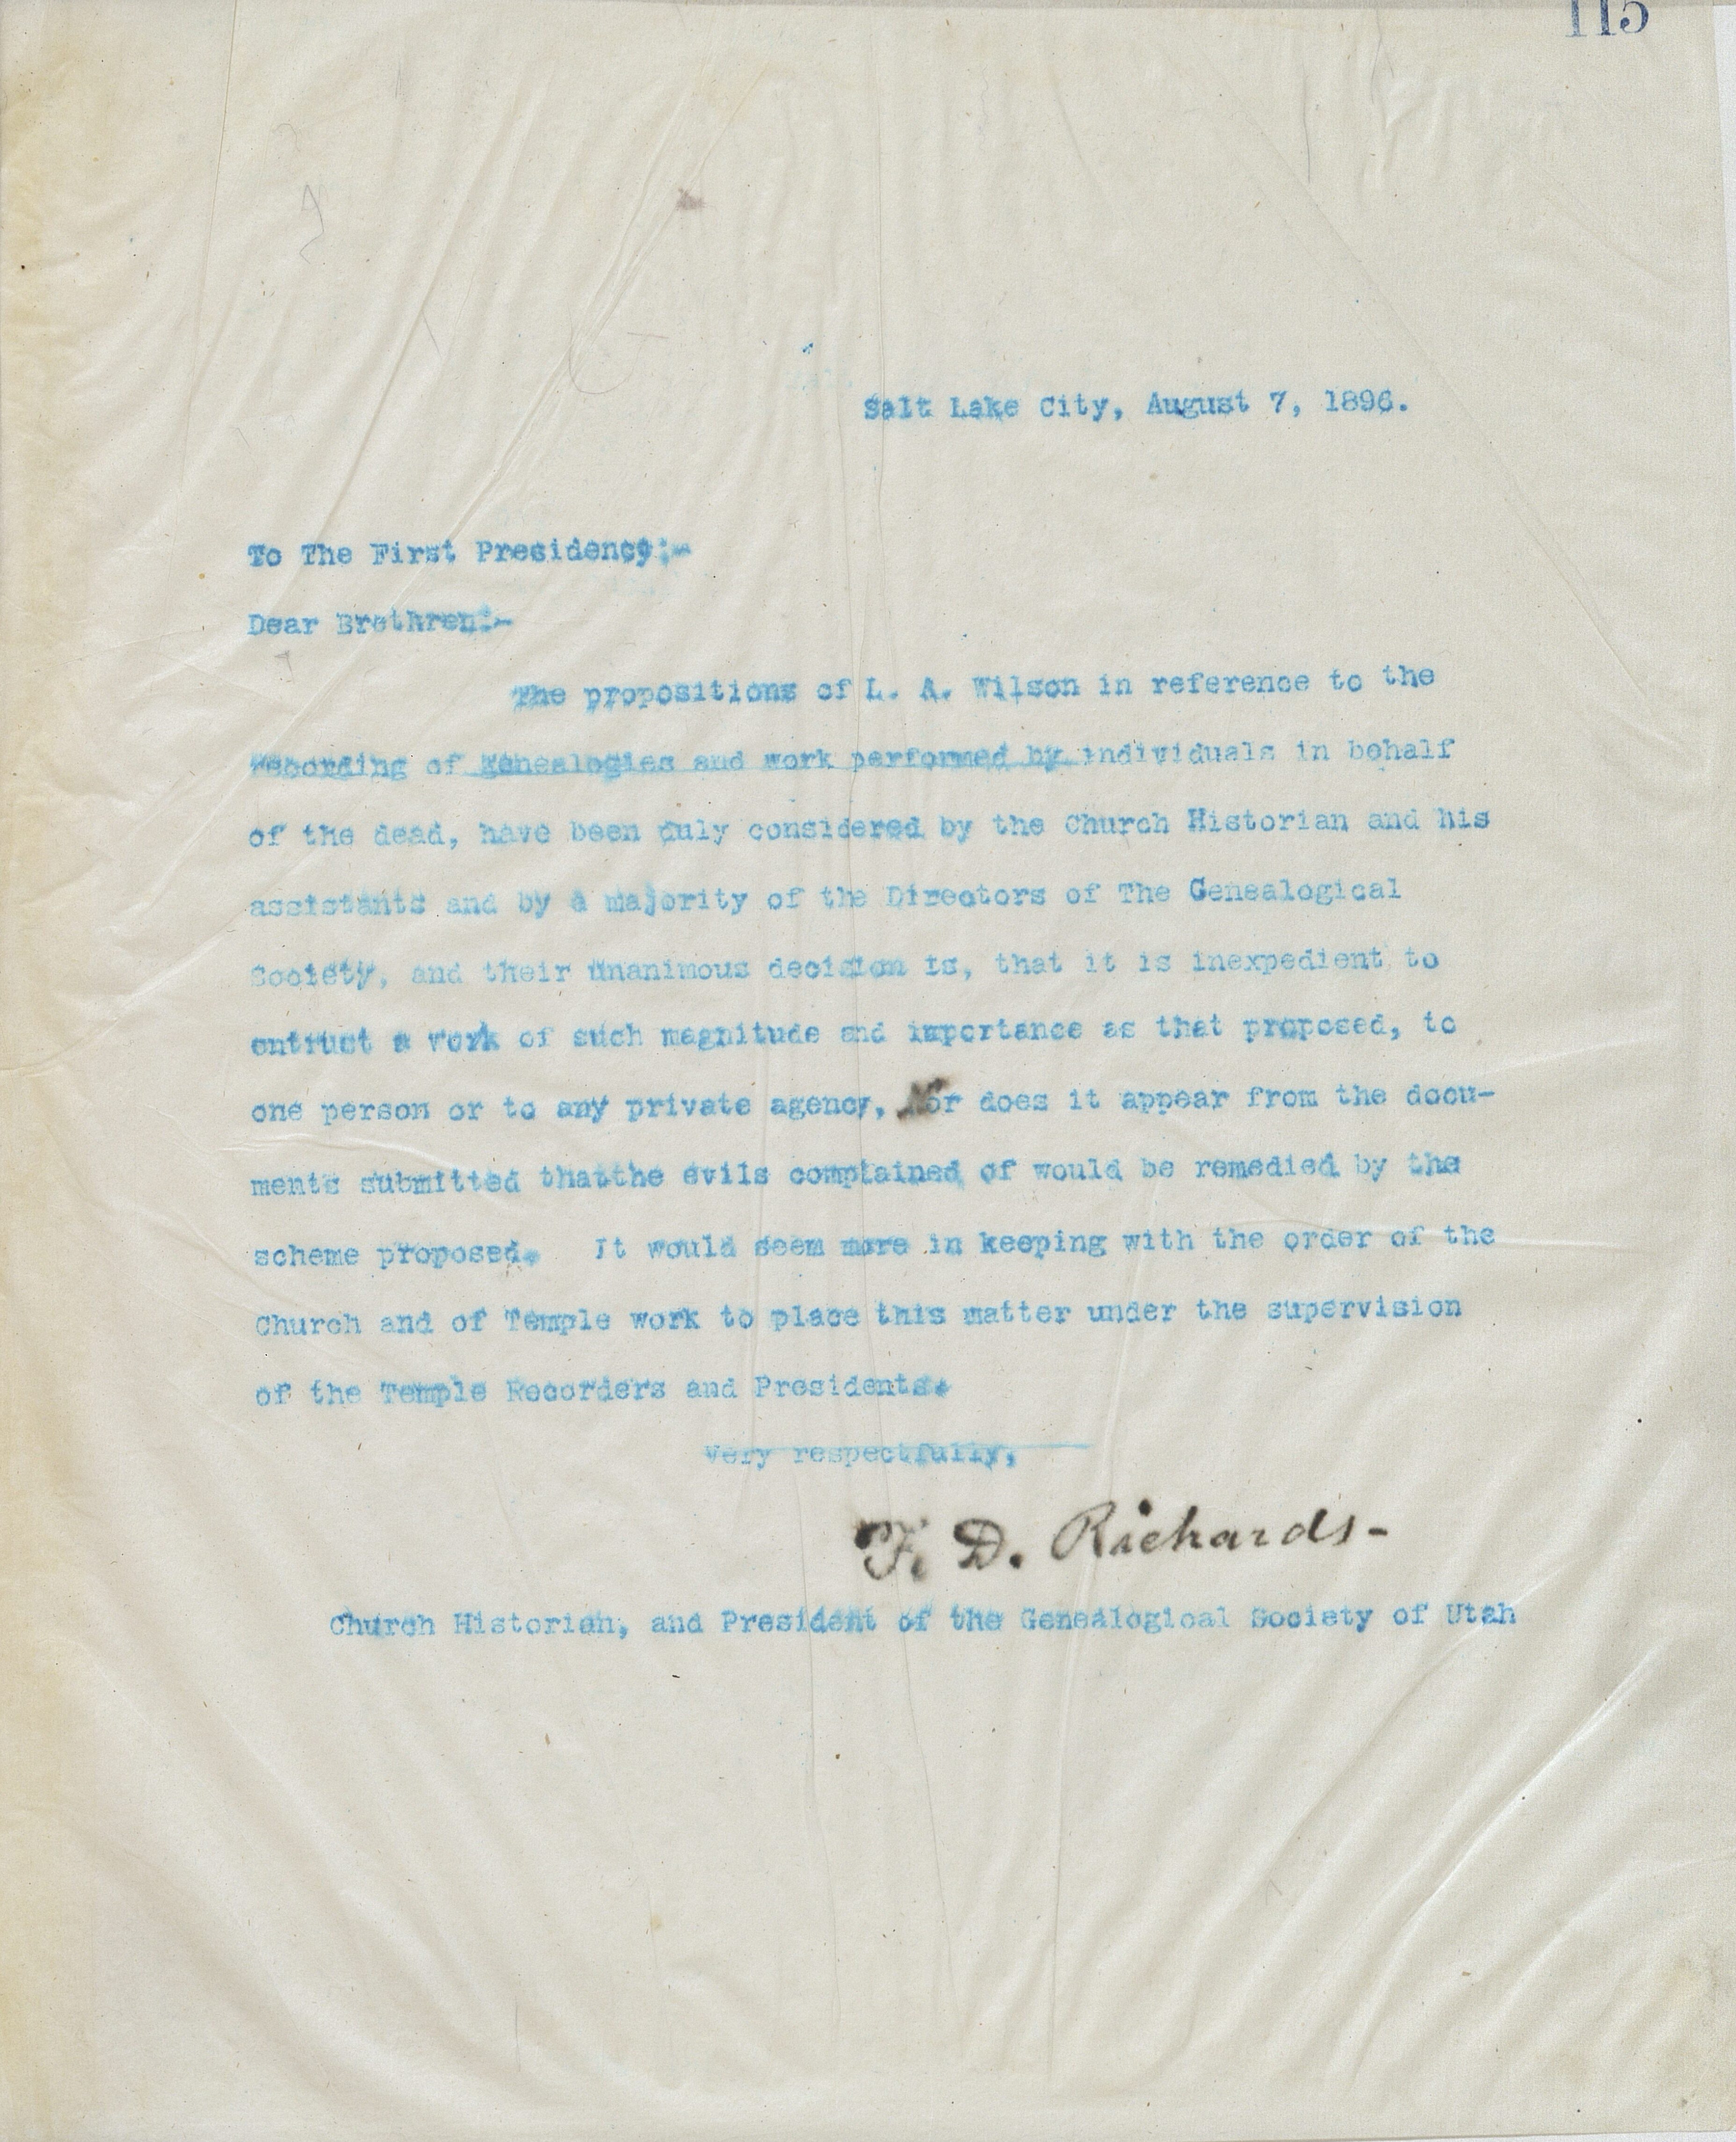 115
Salt Lake City, August 7, 1896.
To The First Presidency:-
Dear Brethren:-
The propositions of L. A. Wilson in reference to the
recording of genealogies and work performed by individuals in behalf
of the dead, have been duly considered by the Church Historian and his
assistants and by a majority of the Directors of The Genealogical
Society, and their unanimous decision is, that it is inexpedient to
entrust a work of such magnitude and importance as that proposed, to
one person or to any private agency, Nor does it appear from the docu-
ments submitted thatthe evils complained of would be remedied by the
scheme proposed. It would seem more in keeping with the order of the
Church and of Temple work to place this matter under the supervision
of the Temple Recorders and Presidents.
Very respectfully,
F. D. Richards-
Church Historian, and President of the Genealogical Society of Utah